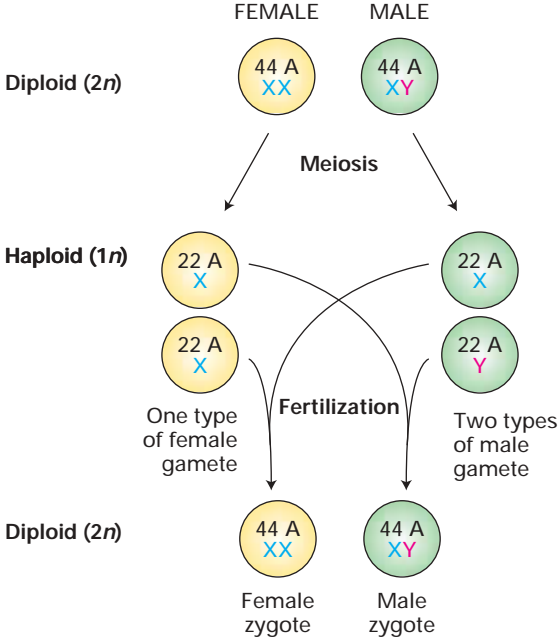 FEMALE MALE
44 A 44 A
Diploid (2n) XX XY
Meiosis
Haploid (1n) 22 A 22 A
X X
22 A 22 A
X Y
Fertilization
One type
of female
gamete
Two types
of male
gamete
44 A 44 A
Diploid (2n) XX XY
Female
zygote
Male
zygote